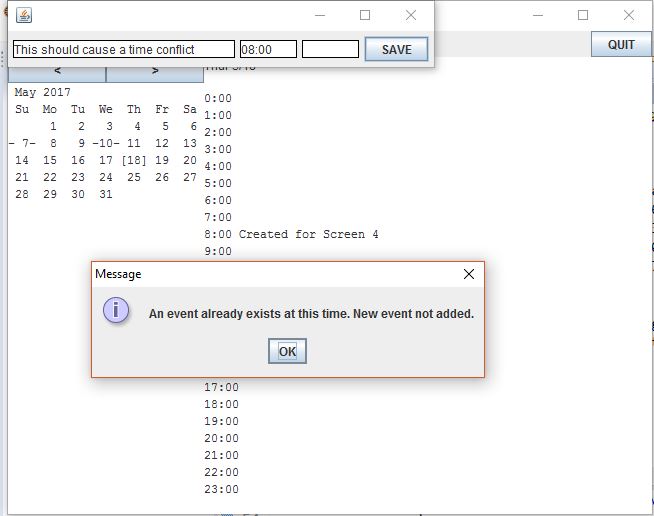 This should cause a time conflict 08:00 SAVE
QUIT
< >
May 2017
Su Mo Tu We Th Fr Sa
1 2 3 4 5 6
- 7- 8 9 -10- 11 12 13
14 15 16 17 [18] 19 20
21 22 23 24 25 26 27
28 29 30 31
0:00
1:00
2:00
3:00
4:00
5:00
6:00
7:00
8:00 Created for Screen 4
9:00
Message
An event already exists at this time. New event not added.
OK
17:00
18:00
19:00
20:00
21:00
22:00
23:00